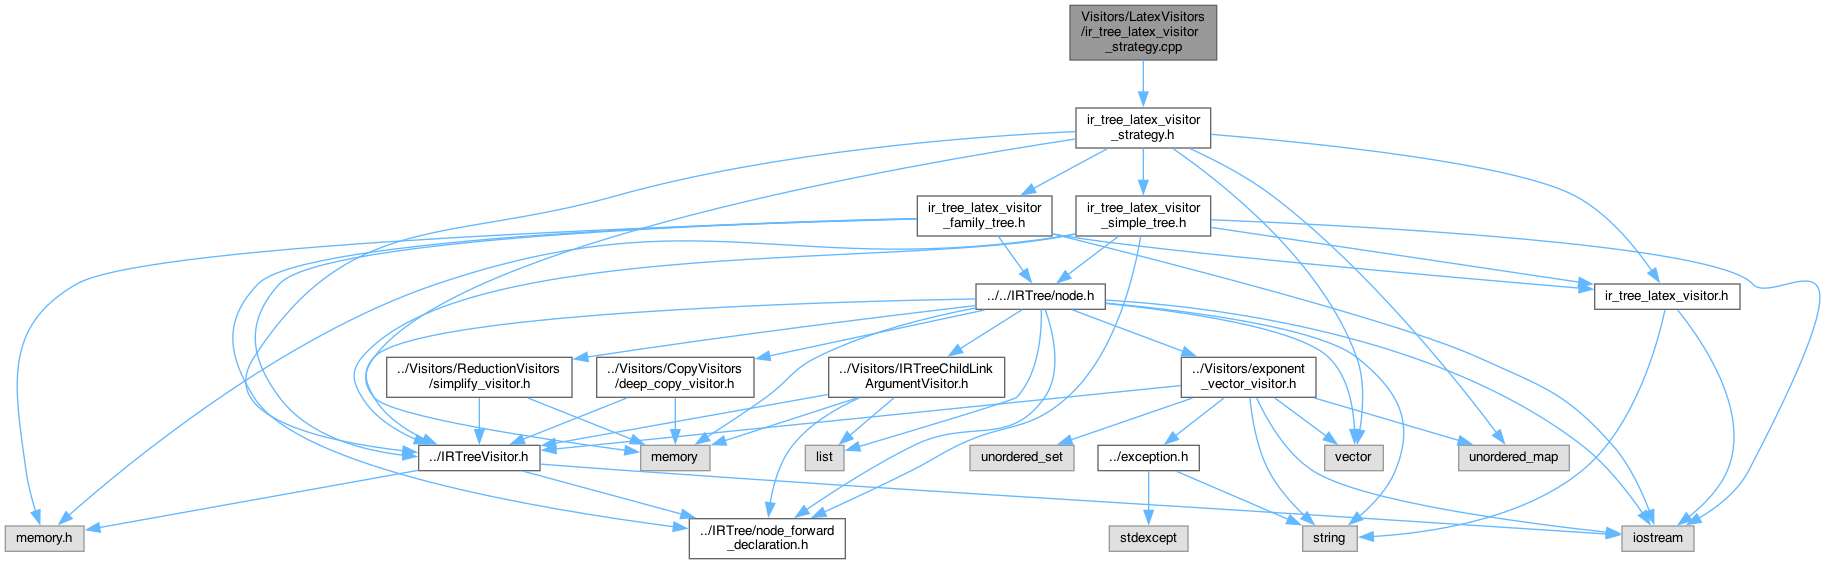 Visitors/LatexVisitors
/ir_tree_latex_visitor
_strategy.cpp
ir_tree_latex_visitor
_strategy.h
ir_tree_latex_visitor
_family_tree.h
ir_tree_latex_visitor
_simple_tree.h
../../IRTree/node.h
ir_tree_latex_visitor.h
../Visitors/ReductionVisitors
/simplify_visitor.h
../Visitors/CopyVisitors
/deep_copy_visitor.h
../Visitors/IRTreeChildLink
ArgumentVisitor.h
../Visitors/exponent
_vector_visitor.h
../IRTreeVisitor.h
memory
list
unordered_set
../exception.h
vector
unordered_map
memory.h
../IRTree/node_forward
_declaration.h
stdexcept
string
iostream